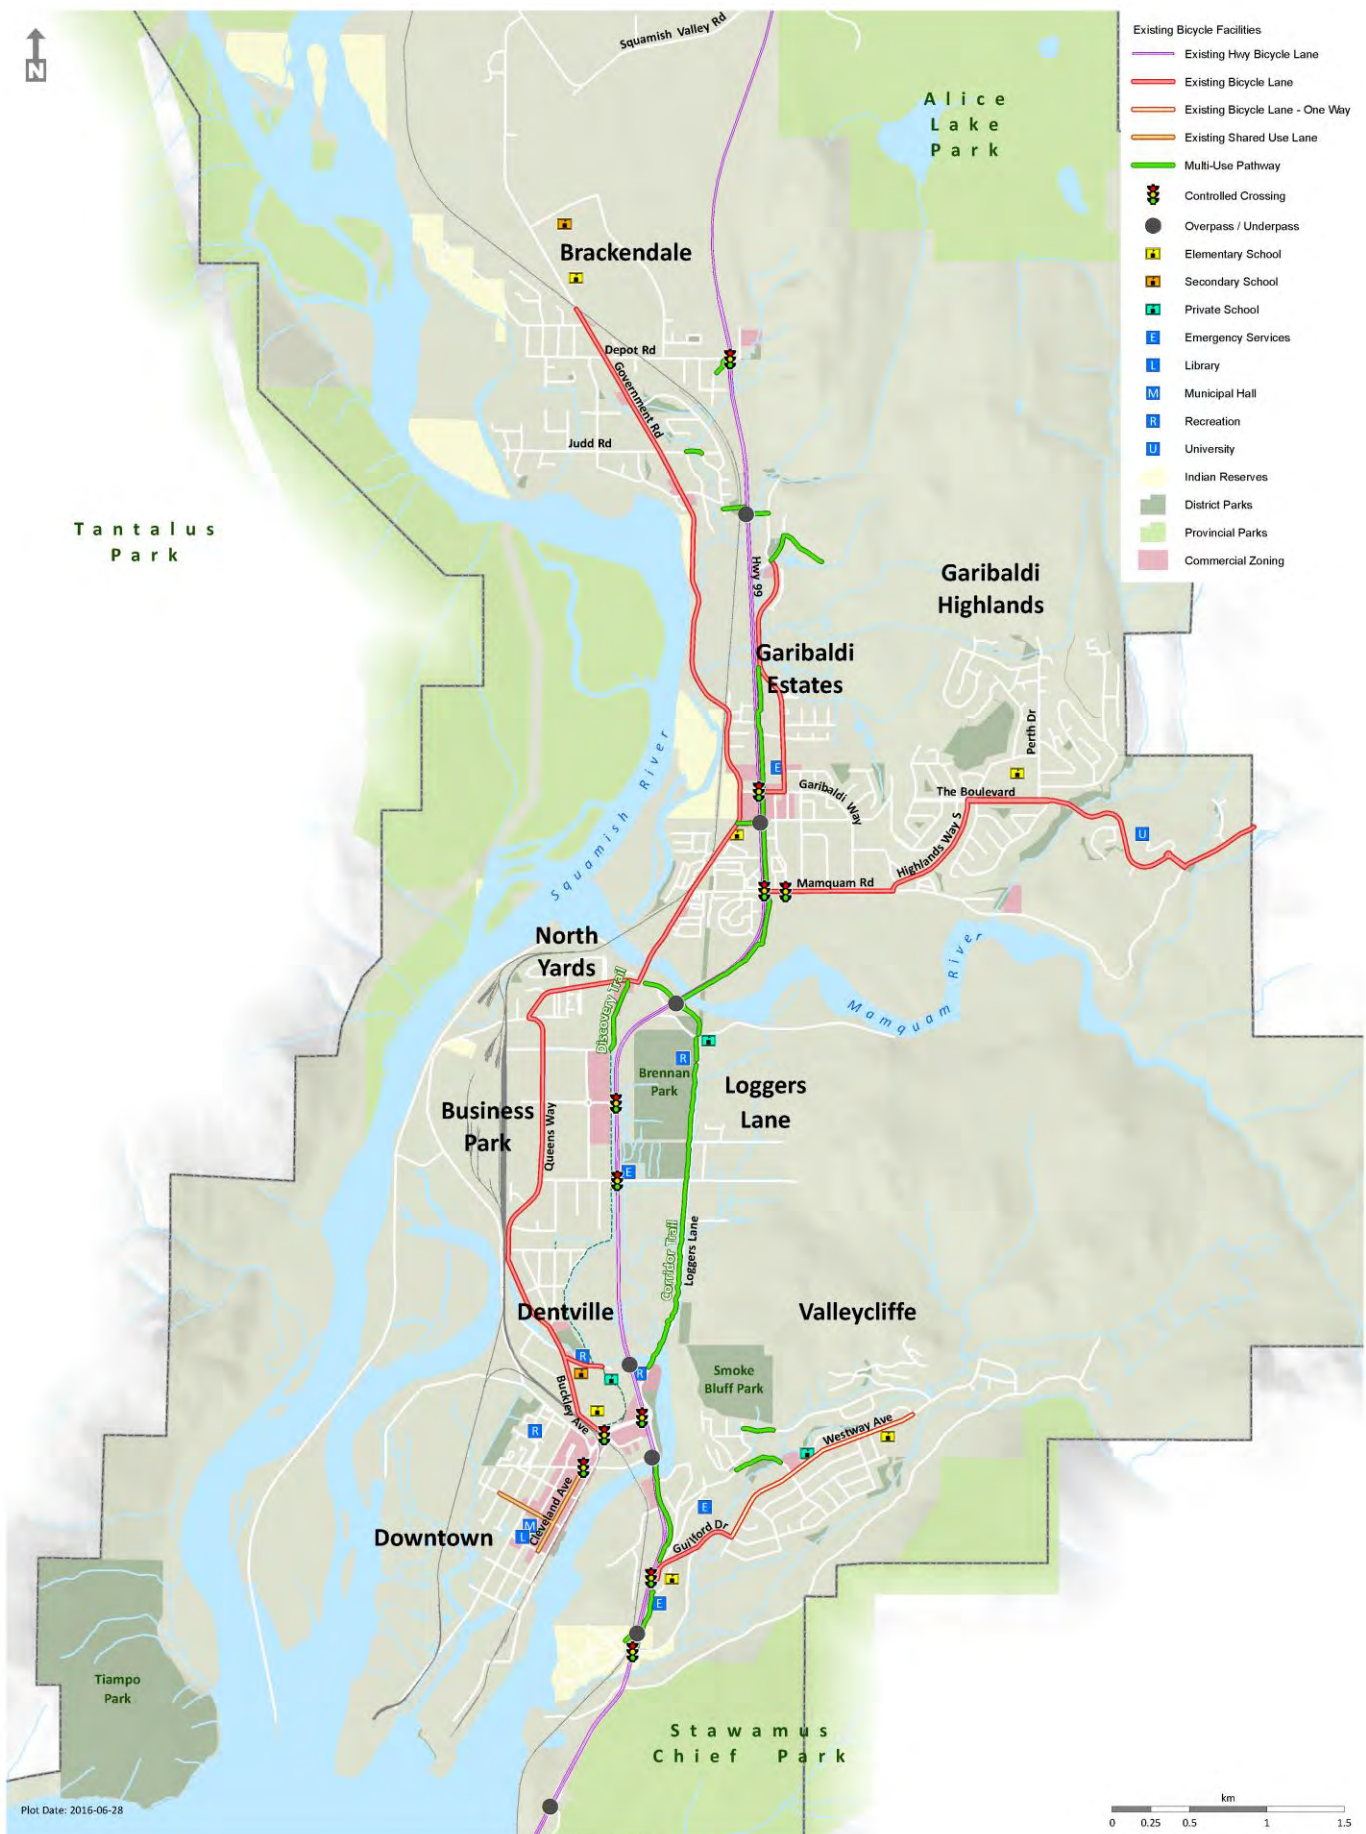 N
Squamish Valley Rd
Alice
Lake
Park
Existing Bicycle Facilities
Existing Hwy Bicycle Lane
Existing Bicycle Lane
Existing Bicycle Lane - One Way
Existing Shared Use Lane
Multi-Use Pathway
Controlled Crossing
Overpass / Underpass
Elementary School
Secondary School
Private School
E Emergency Services
L Library
M Municipal Hall
R Recreation
U University
Indian Reserves
District Parks
Provincial Parks
Commercial Zoning
Brackendale
Depot Rd
Government Rd
Judd Rd
Tantalus
Park
Hwy 99
Garibaldi
Highlands
Garibaldi
Estates
Perth Dr
Squamish River
E
Garibaldi Way
The Boulevard
U
Highlands Way S
Mamquam Rd
North
Yards
Mamquam River
Discovery Trail
R
Brennan
Park
Loggers
Lane
Business
Park
Queens Way
E
Corridor Trail
Loggers Lane
Dentville
Valleycliffe
R
R
Smoke
Bluff Park
Buckley Ave
R
Westway Ave
Cleveland Ave
E
M
L
Downtown
Guilford Dr
E
Tiampo
Park
Stawamus
Chief Park
Plot Date: 2016-06-28
km
0 0.25 0.5 1 1.5